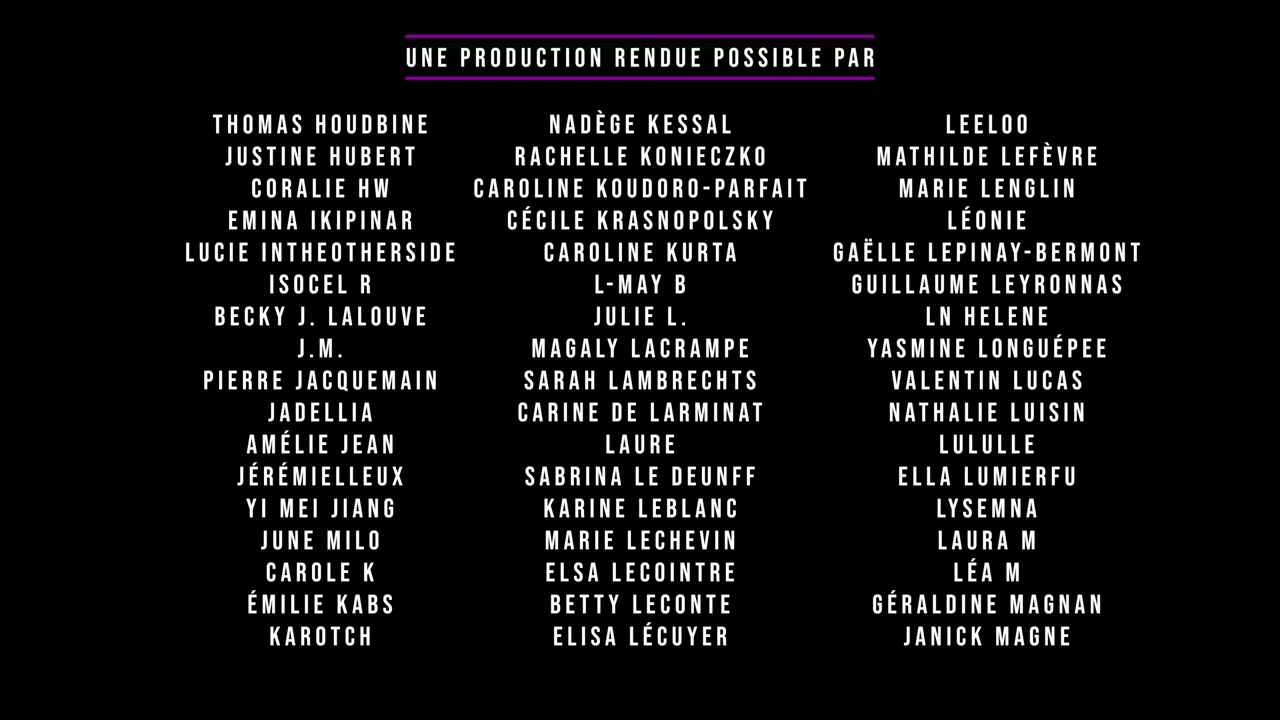 UNE PRODUCTION RENDUE POSSIBLE PAR
THOMAS HOUDBINE
JUSTINE HUBERT
CORALIE HW
EMINA IKIPINAR
LUCIE INTHEOTHERSIDE
ISOCEL R
BECKY J. LALOUVE
J.M.
PIERRE JACQUEMAIN
JADELLIA
AMÉLIE JEAN
JÉRÉMIELLEUX
YI MEI JIANG
JUNE MILO
CAROLE K
ÉMILIE KABS
KAROTCH
NADÈGE KESSAL
RACHELLE KONIECZKO
CAROLINE KOUDORO-PARFAIT
CÉCILE KRASNOPOLSKY
CAROLINE KURTA
L-MAY B
JULIE L.
MAGALY LACRAMPE
SARAH LAMBRECHTS
CARINE DE LARMINAT
LAURE
SABRINA LE DEUNFF
KARINE LEBLANC
MARIE LECHEVIN
ELSA LECOINTRE
BETTY LECONTE
ELISA LÉCUYER
LEELOO
MATHILDE LEFÈVRE
MARIE LENGLIN
LÉONIE
GAËLLE LEPINAY-BERMONT
GUILLAUME LEYRONNAS
LN HELENE
YASMINE LONGUÉPEE
VALENTIN LUCAS
NATHALIE LUISIN
LULULLE
ELLA LUMIERFU
LYSEMNA
LAURA M
LÉA M
GÉRALDINE MAGNAN
JANICK MAGNE